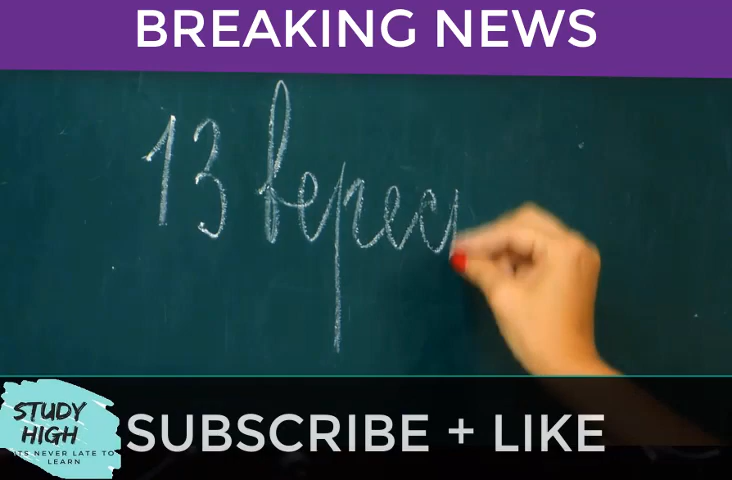 BREAKING NEWS
13 верес
STUDY
HIGH
ITS NEVER LATE TO
LEARN
SUBSCRIBE + LIKE